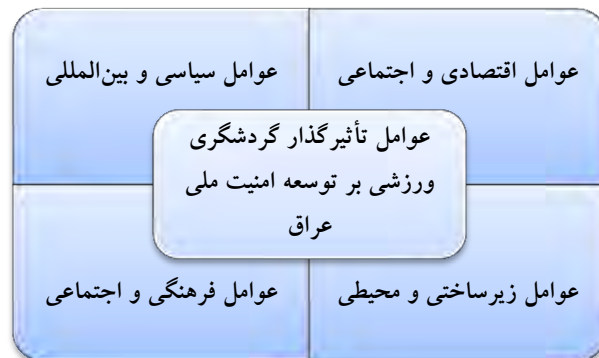 عوامل اقتصادی و اجتماعی
عوامل سیاسی و بین‌المللی
عوامل تأثیرگذار گردشگری
ورزشی بر توسعه امنیت ملی
عراق
عوامل زیرساختی و محیطی
عوامل فرهنگی و اجتماعی